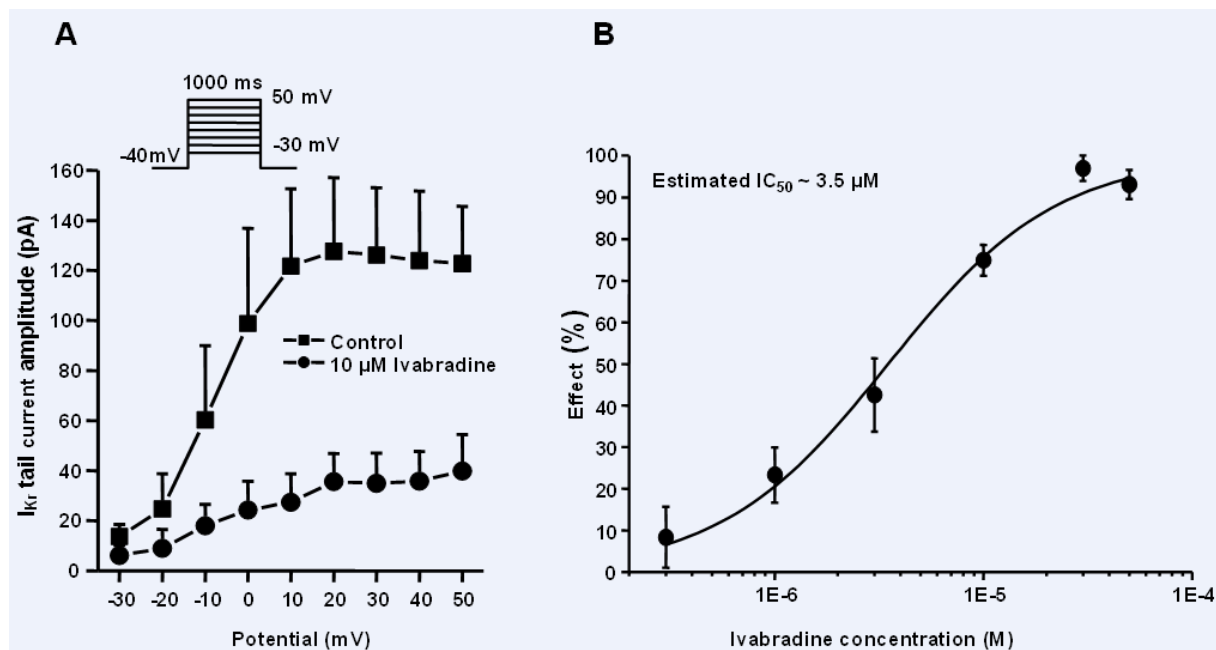 A
1000 ms
50 mV
-40mV
-30 mV
160
140
120
100
80
60
40
20
0
IKr tail current amplitude (pA)
Control
10 µM Ivabradine
-30 -20 -10 0 10 20 30 40 50
Potential (mV)
B
Estimated IC50 ~ 3.5 µM
100
90
80
70
60
50
40
30
20
10
0
Effect (%)
1E-6 1E-5 1E-4
Ivabradine concentration (M)